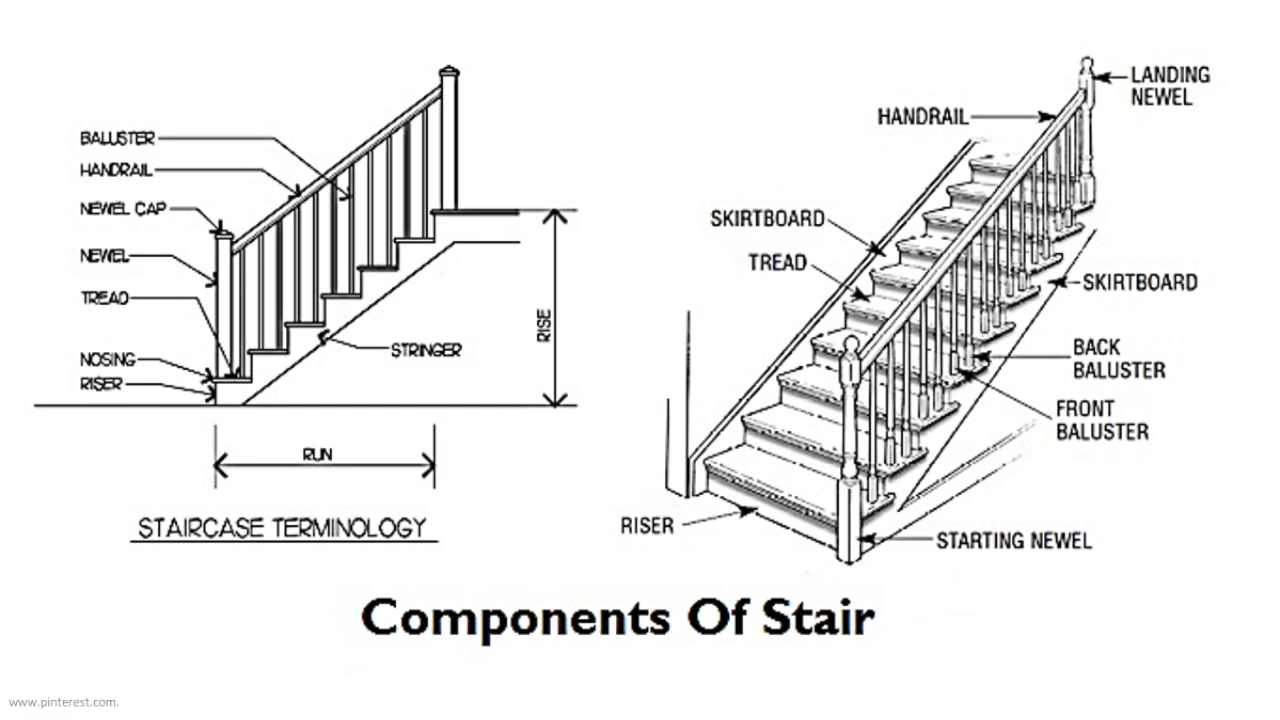 BALUSTER
HANDRAIL
NEWEL CAP
NEWEL
TREAD
NOSING
RISER
STRINGER
RISE
RUN
STAIRCASE TERMINOLOGY
LANDING
NEWEL
HANDRAIL
SKIRTBOARD
TREAD
SKIRTBOARD
BACK
BALUSTER
FRONT
BALUSTER
RISER
STARTING NEWEL
Components Of Stair
www.pinterest.com.